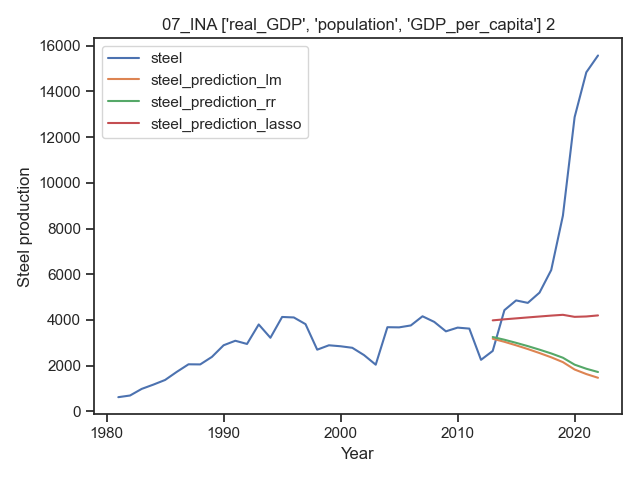 07_INA ['real_GDP', 'population', 'GDP_per_capita'] 2
steel
steel_prediction_lm
steel_prediction_rr
steel_prediction_lasso
Steel production
16000
14000
12000
10000
8000
6000
4000
2000
0
1980 1990 2000 2010 2020
Year